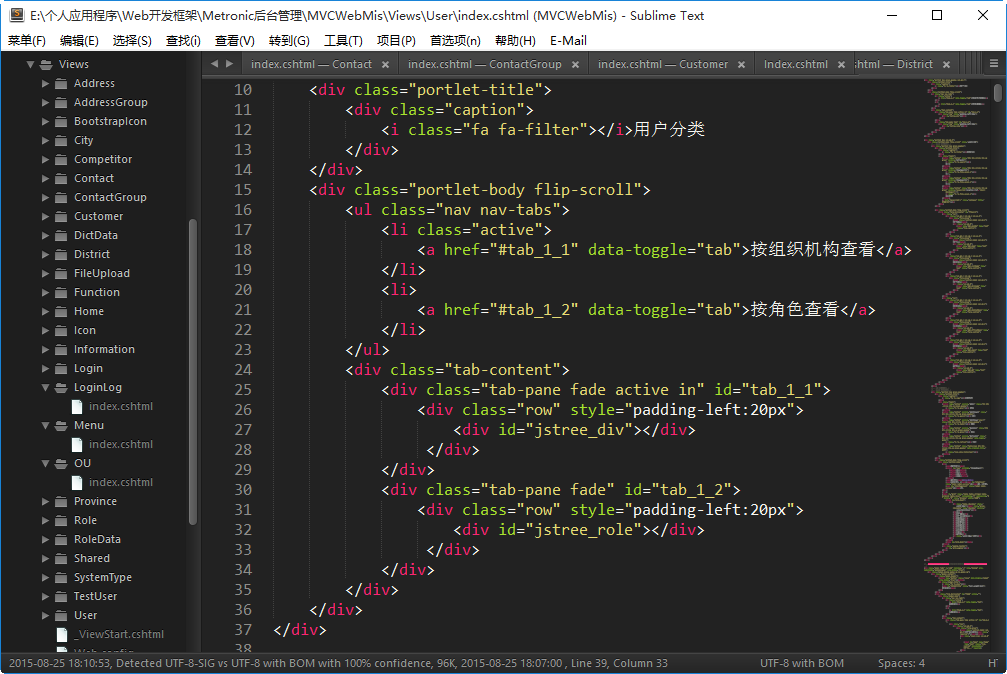 E:\个人应用程序\Web开发框架\Metronic后台管理\MVCWebMis\Views\User\index.cshtml (MVCWebMis) - Sublime Text
菜单(F) 编辑(E) 选择(S) 查找(i) 查看(V) 转到(G) 工具(T) 项目(P) 首选项(n) 帮助(H) E-Mail
index.cshtml — Contact × index.cshtml — ContactGroup × index.cshtml — Customer × Index.cshtml × :html — District ×
Views
Address
AddressGroup
BootstrapIcon
City
Competitor
Contact
ContactGroup
Customer
DictData
District
FileUpload
Function
Home
Icon
Information
Login
LoginLog
index.cshtml
Menu
index.cshtml
OU
index.cshtml
Province
Role
RoleData
Shared
SystemType
TestUser
User
_ViewStart.cshtml
10 <div class="portlet-title">
11 <div class="caption">
12 <i class="fa fa-filter"></i>用户分类
13 </div>
14 </div>
15 <div class="portlet-body flip-scroll">
16 <ul class="nav nav-tabs">
17 <li class="active">
18 <a href="#tab_1_1" data-toggle="tab">按组织机构查看</a>
19 </li>
20 <li>
21 <a href="#tab_1_2" data-toggle="tab">按角色查看</a>
22 </li>
23 </ul>
24 <div class="tab-content">
25 <div class="tab-pane fade active in" id="tab_1_1">
26 <div class="row" style="padding-left:20px">
27 <div id="jstree_div"></div>
28 </div>
29 </div>
30 <div class="tab-pane fade" id="tab_1_2">
31 <div class="row" style="padding-left:20px">
32 <div id="jstree_role"></div>
33 </div>
34 </div>
35 </div>
36 </div>
37 </div>
38
2015-08-25 18:10:53, Detected UTF-8-SIG vs UTF-8 with BOM with 100% confidence, 96K, 2015-08-25 18:07:00 , Line 39, Column 33 UTF-8 with BOM Spaces: 4